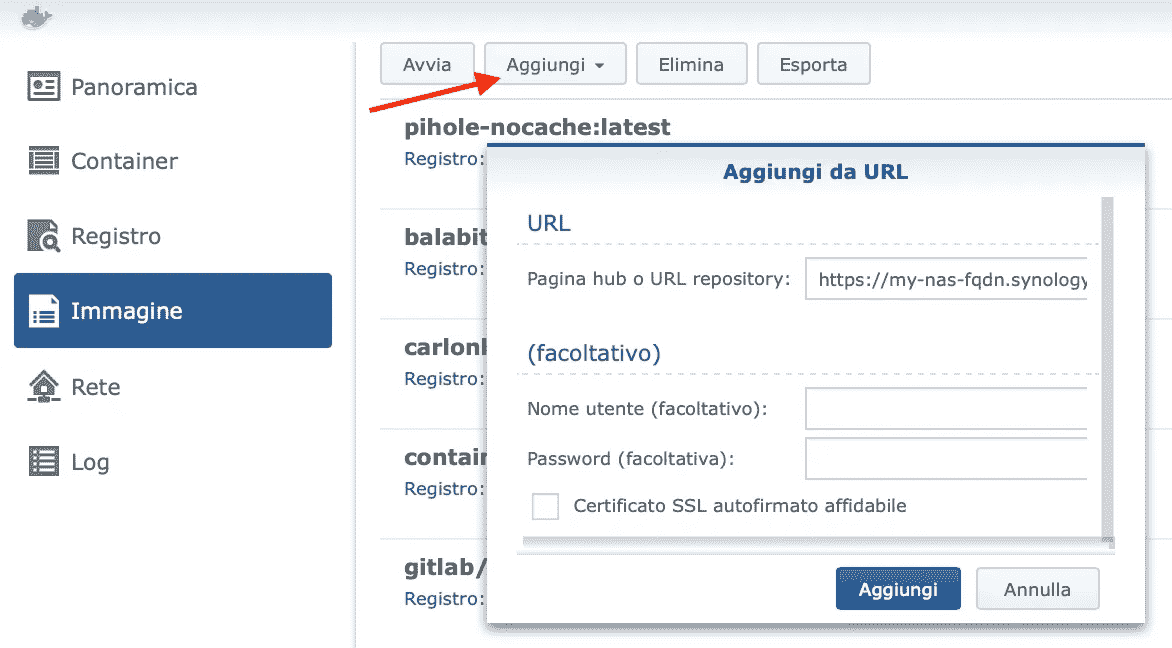 Avvia Aggiungi Elimina Esporta
Panoramica
Container
Registro
Immagine
Rete
Log
pihole-nocache:latest
Registro:
balabit
Registro:
Registro:
Registro:
gitlab/
Registro:
Aggiungi da URL
URL
Pagina hub o URL repository: https://my-nas-fqdn.synology
(facoltativo)
Nome utente (facoltativo):
Password (facoltativa):
Certificato SSL autofirmato affidabile
Aggiungi Annulla